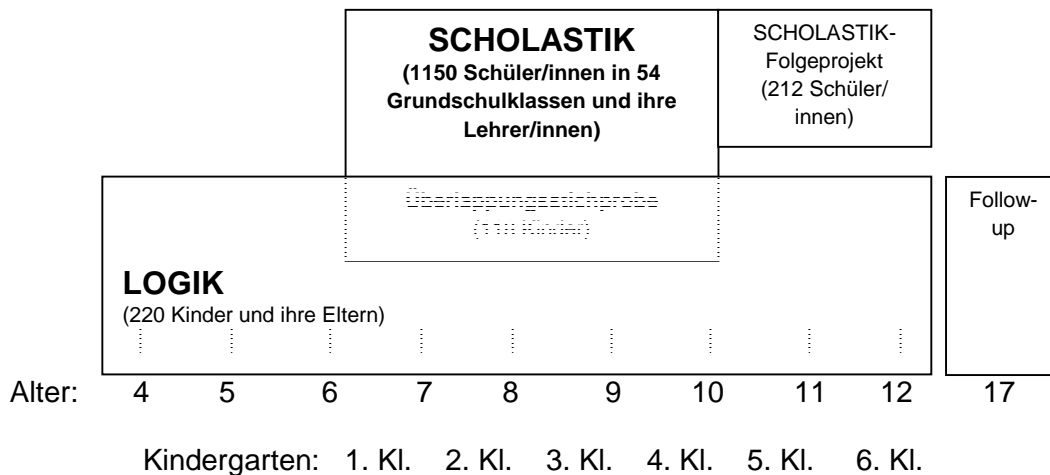 SCHOLASTIK
(1150 Schüler/innen in 54
Grundschulklassen und ihre
Lehrer/innen)
SCHOLASTIK-
Folgeprojekt
(212 Schüler/
innen)
Überlappungsstichprobe
Kinder)
Follow-
up
LOGIK
(220 Kinder und ihre Eltern)
Alter: 4 5 6 7 8 9 10 11 12 17
Kindergarten: 1. Kl. 2. Kl. 3. Kl. 4. Kl. 5. Kl. 6. Kl.